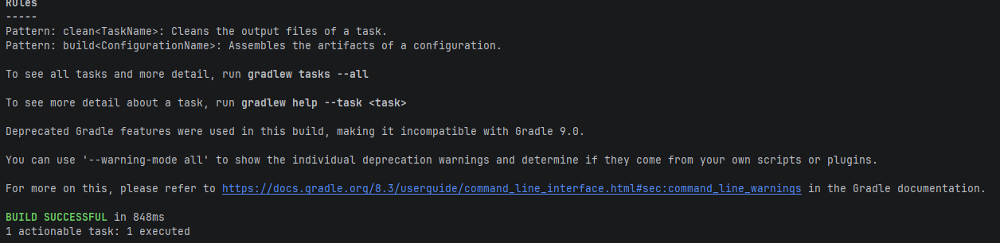 Rules
-----
Pattern: clean<TaskName>: Cleans the output files of a task.
Pattern: build<ConfigurationName>: Assembles the artifacts of a configuration.
To see all tasks and more detail, run gradlew tasks --all
To see more detail about a task, run gradlew help --task <task>
Deprecated Gradle features were used in this build, making it incompatible with Gradle 9.0.
You can use '--warning-mode all' to show the individual deprecation warnings and determine if they come from your own scripts or plugins.
For more on this, please refer to https://docs.gradle.org/8.3/userguide/command_line_interface.html#sec:command_line_warnings in the Gradle documentation.
BUILD SUCCESSFUL in 848ms
1 actionable task: 1 executed